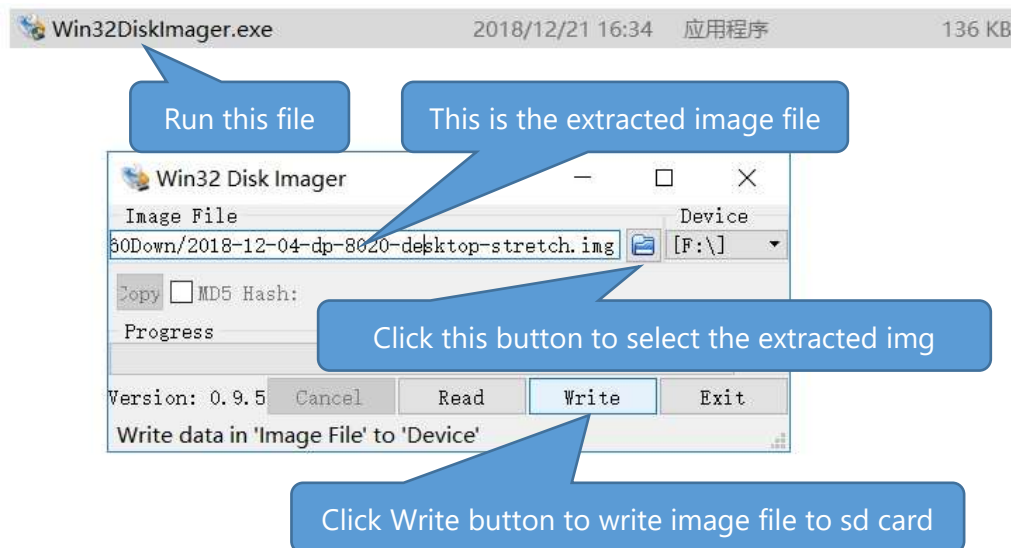 Win32DiskImager.exe 2018/12/21 16:34 应用程序 136 KB
Run this file
This is the extracted image file
Win32 Disk Imager
Image File Device
60Down/2018-12-04-dp-8020-desktop-stretch.img [F:\]
Copy MD5 Hash:
Click this button to select the extracted img
Progress
Version: 0.9.5 Cancel Read Write Exit
Write data in 'Image File' to 'Device'
Click Write button to write image file to sd card